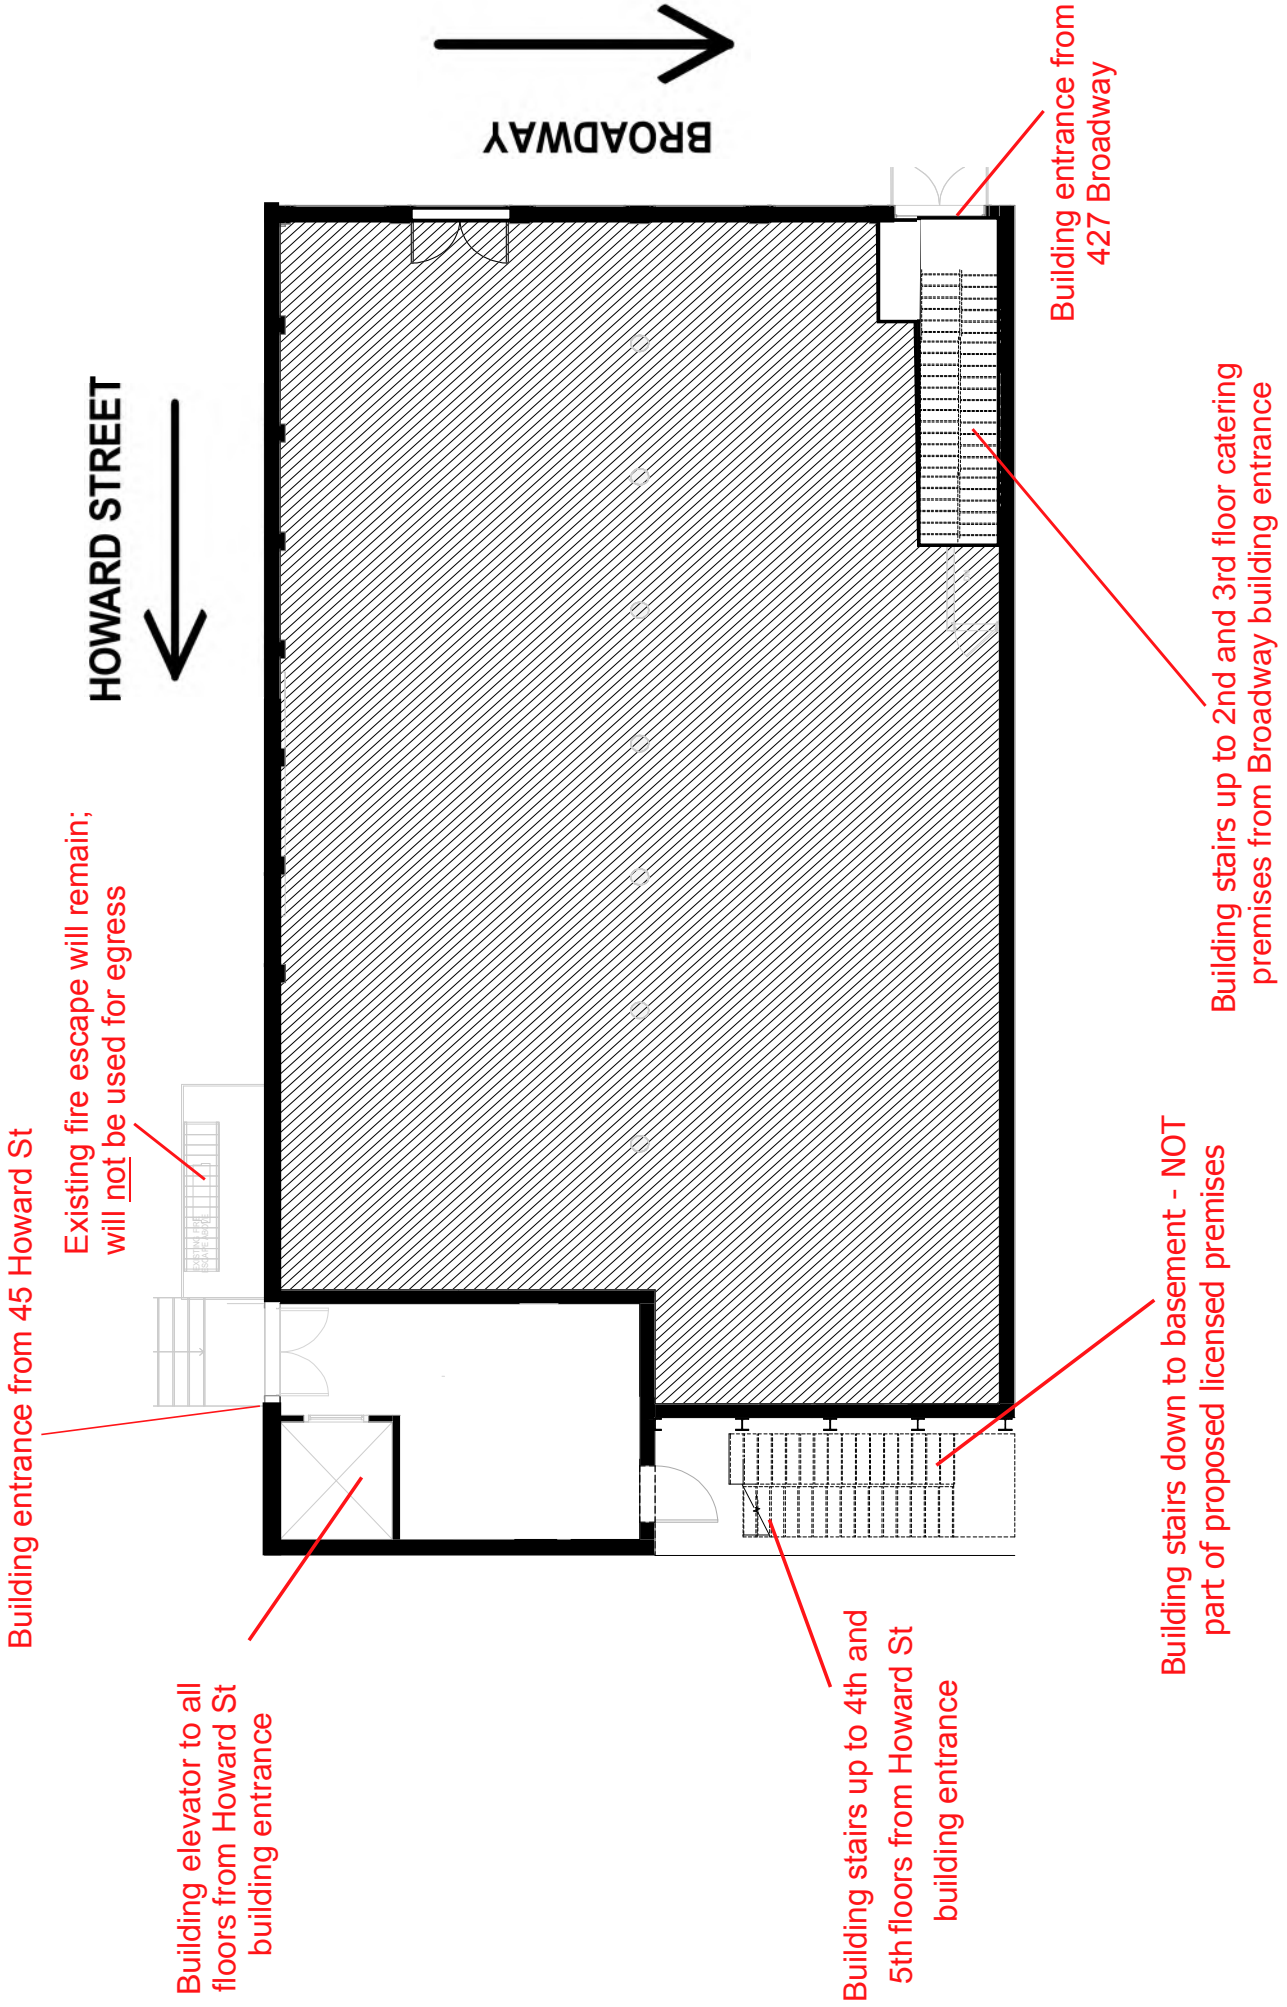 BROADWAY
HOWARD STREET
Building entrance from 45 Howard St
Existing fire escape will remain;
will not be used for egress
Building elevator to all
floors from Howard St
building entrance
Building stairs up to 4th and
5th floors from Howard St
building entrance
Building stairs down to basement - NOT
part of proposed licensed premises
Building stairs up to 2nd and 3rd floor catering
premises from Broadway building entrance
Building entrance from
427 Broadway